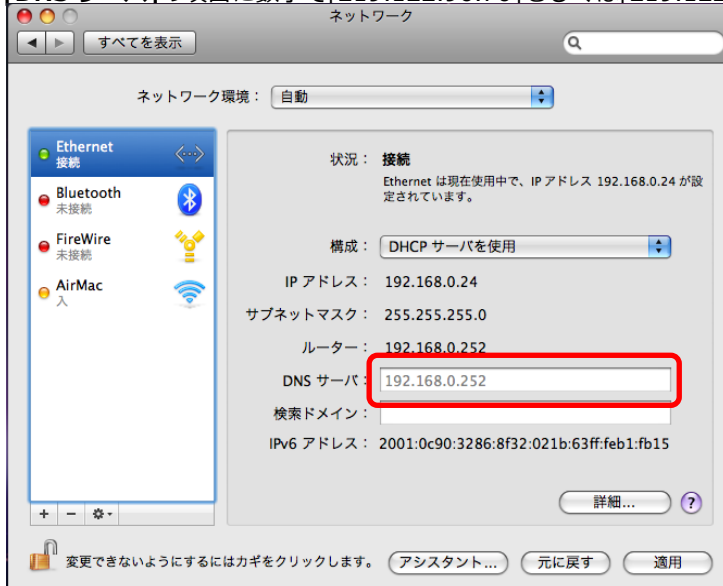 ネットワーク
すべてを表示
ネットワーク環境： 自動
Ethernet
接続
Bluetooth
未接続
FireWire
未接続
AirMac
入
状況： 接続
Ethernet は現在使用中で、IP アドレス 192.168.0.24 が設
定されています。
構成： DHCP サーバを使用
IP アドレス： 192.168.0.24
サブネットマスク： 255.255.255.0
ルーター： 192.168.0.252
DNS サーバ： 192.168.0.252
検索ドメイン：
IPv6 アドレス： 2001:0c90:3286:8f32:021b:63ff:feb1:fb15
詳細... ?
+ −
変更できないようにするにはカギをクリックします。 アシスタント... 元に戻す 適用